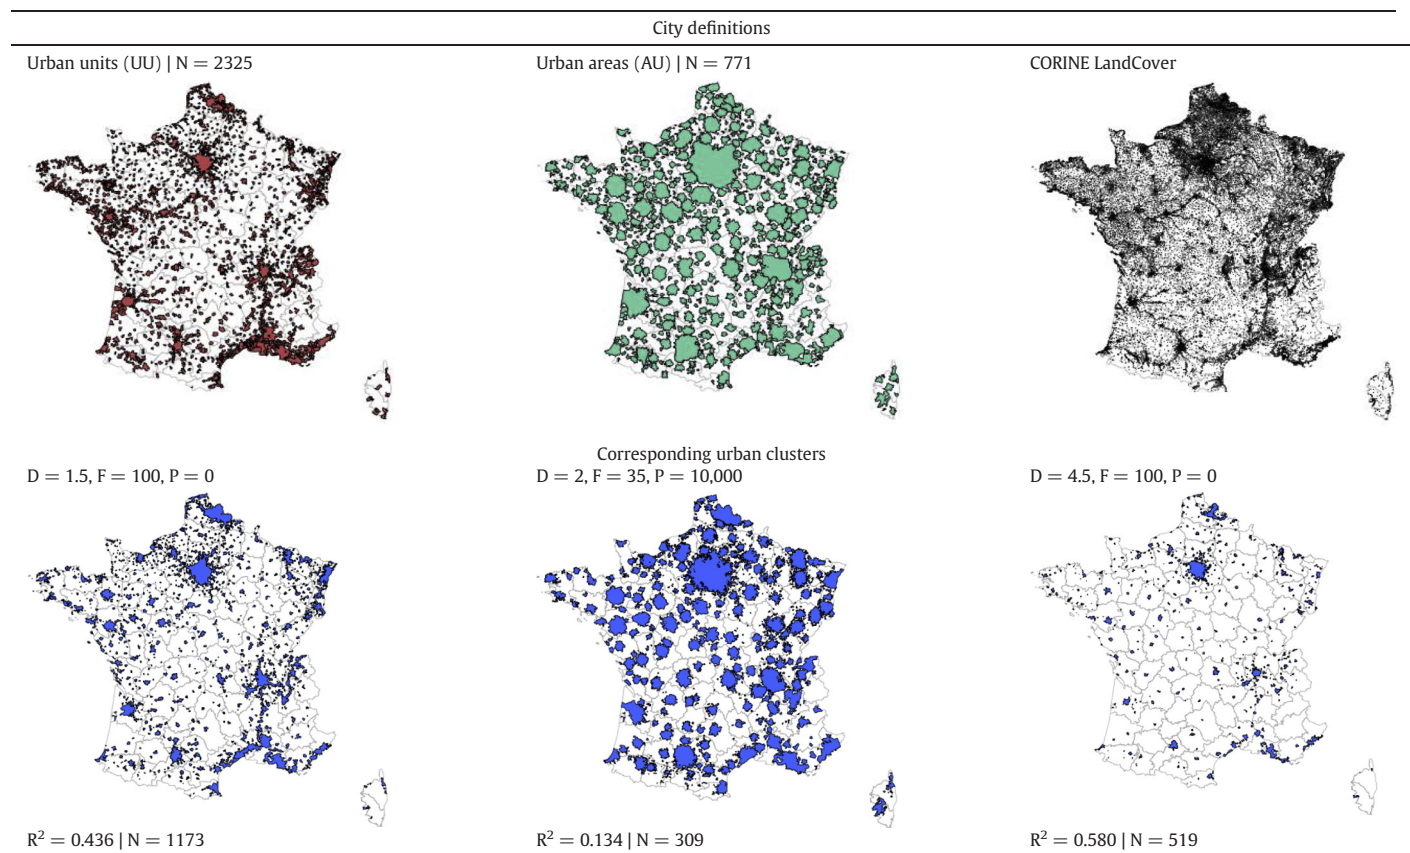 City definitions
Urban units (UU) | N = 2325
Urban areas (AU) | N = 771
CORINE LandCover
Corresponding urban clusters
D = 1.5, F = 100, P = 0
D = 2, F = 35, P = 10,000
D = 4.5, F = 100, P = 0
R² = 0.436 | N = 1173
R² = 0.134 | N = 309
R² = 0.580 | N = 519